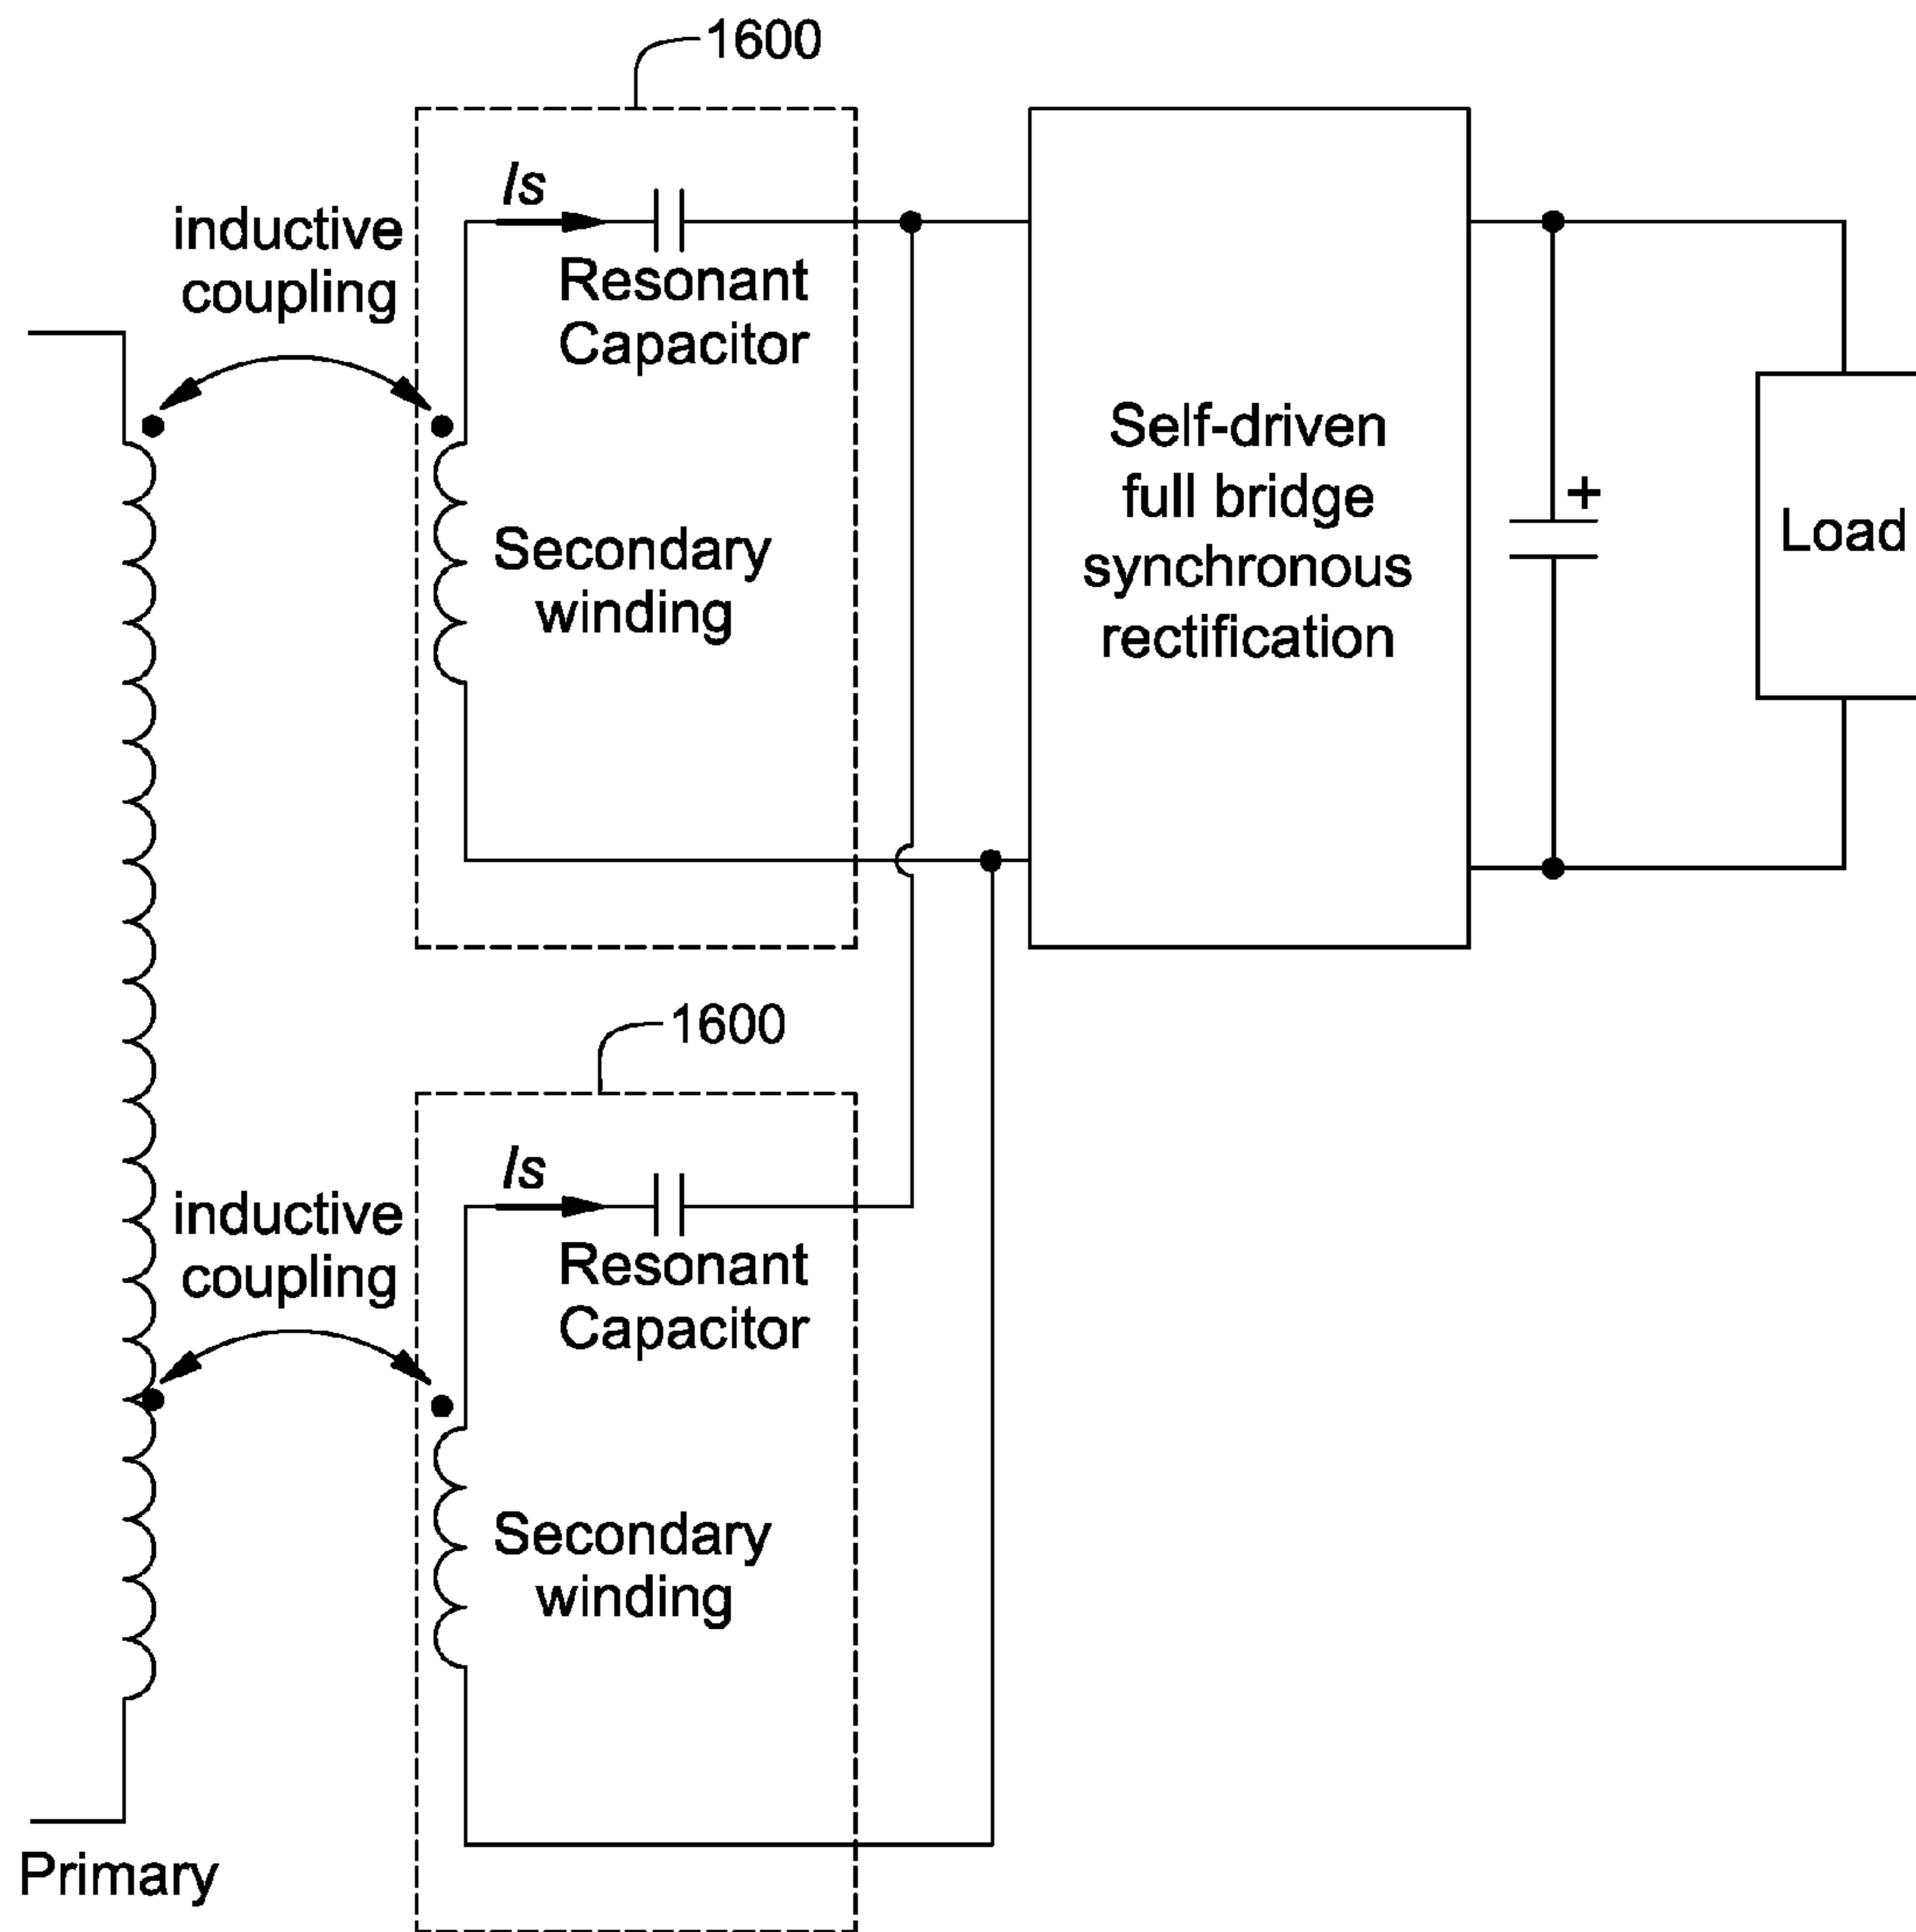 1600
Is
inductive
coupling
Resonant
Capacitor
Secondary
winding
Self-driven
full bridge
synchronous
rectification
+
Load
1600
Is
inductive
coupling
Resonant
Capacitor
Secondary
winding
Primary